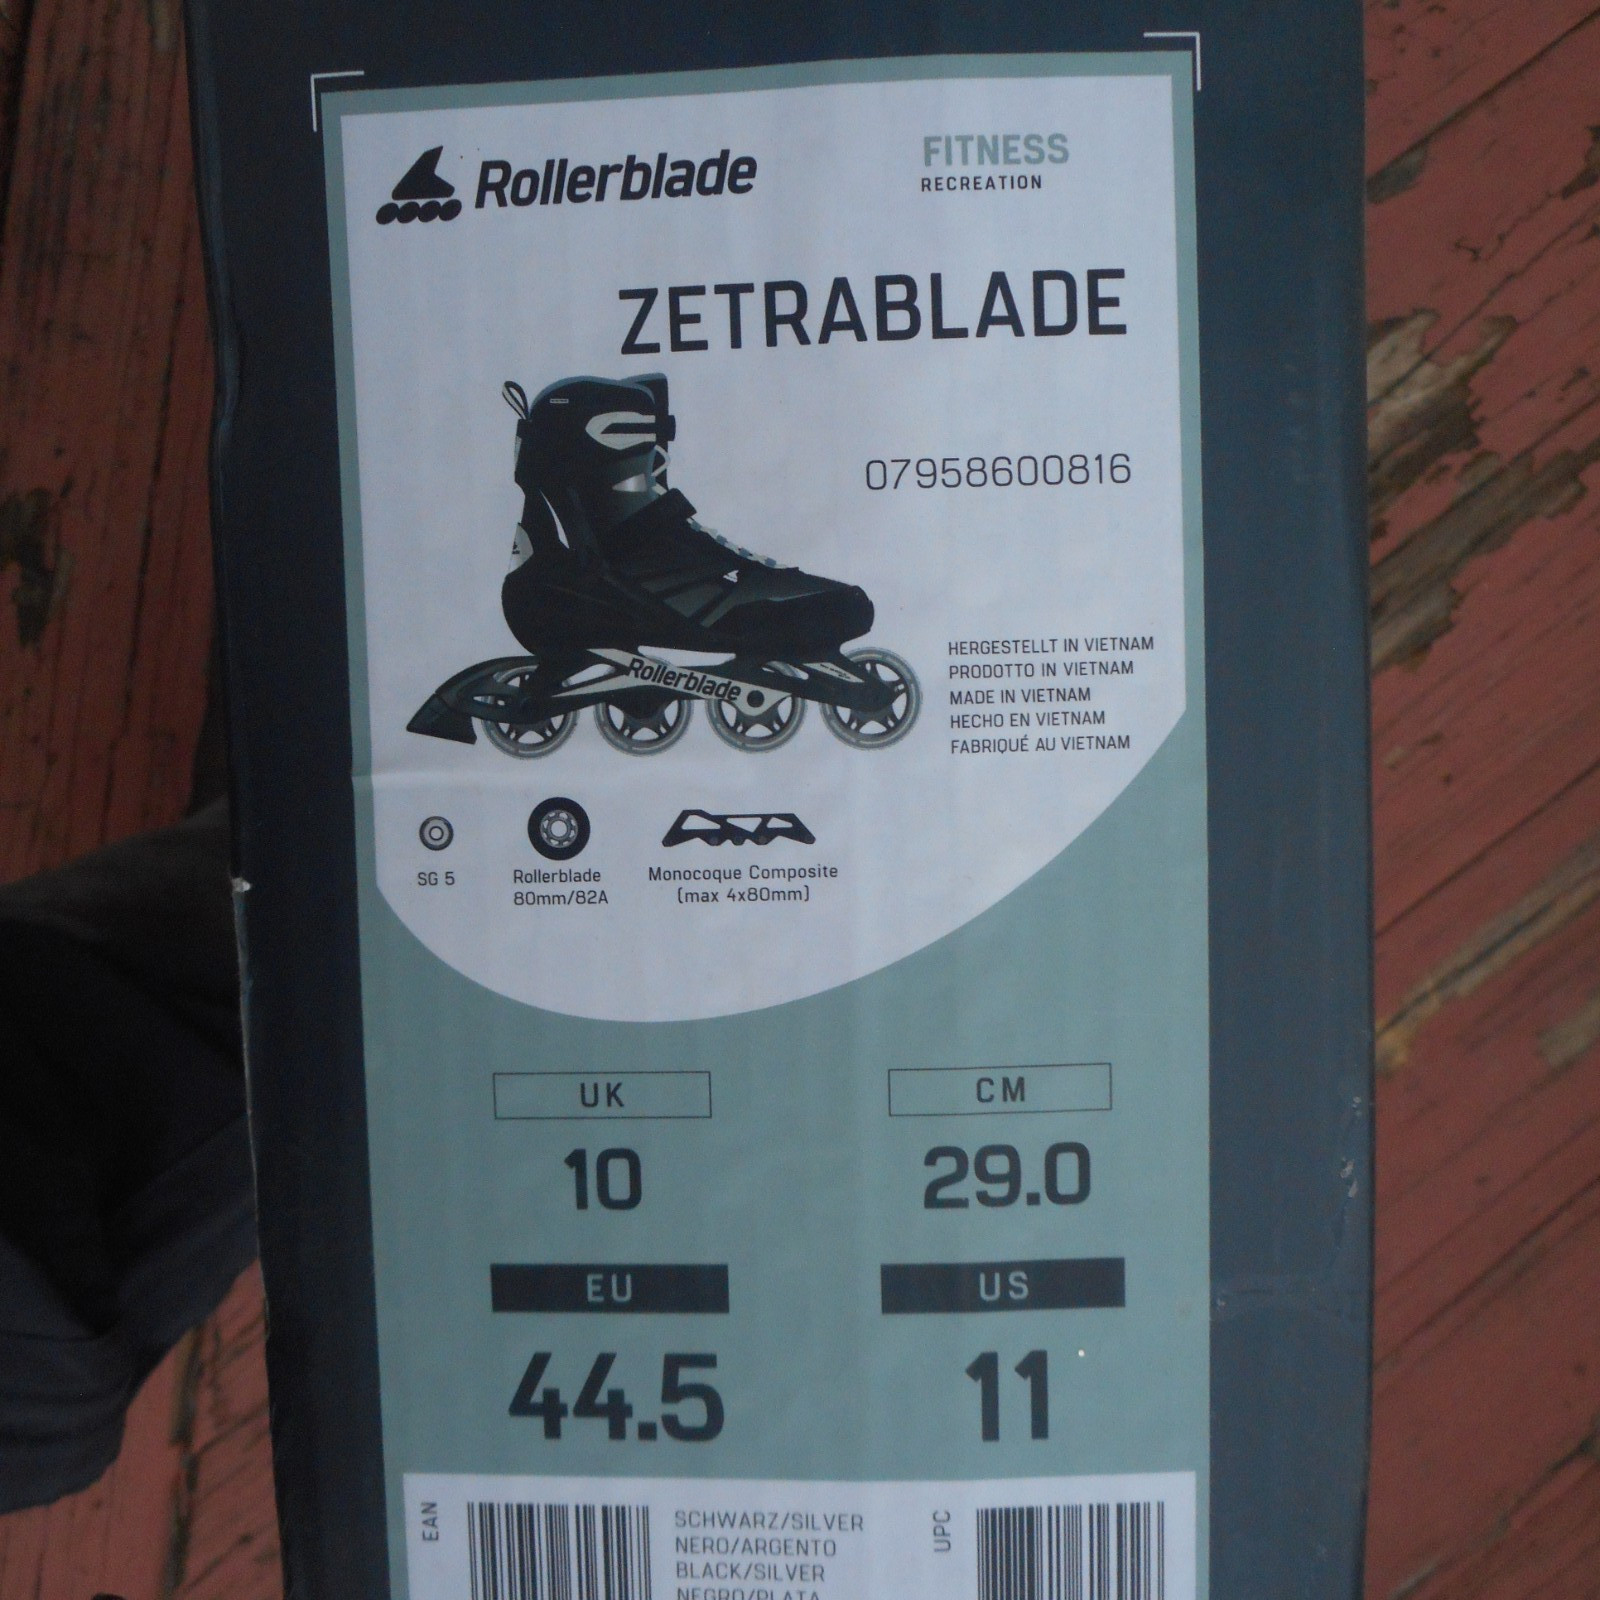 Rollerblade
FITNESS
RECREATION
ZETRABLADE
07958600816
Rollerblade
HERGESTELLT IN VIETNAM
PRODOTTO IN VIETNAM
MADE IN VIETNAM
HECHO EN VIETNAM
FABRIQUÉ AU VIETNAM
SG 5
Rollerblade
80mm/82A
Monocoque Composite
(max 4x80mm)
UK
CM
10
29.0
EU
US
44.5
11
EAN
SCHWARZ/SILVER
NERO/ARGENTO
BLACK/SILVER
NEGRO/PLATA
UPC